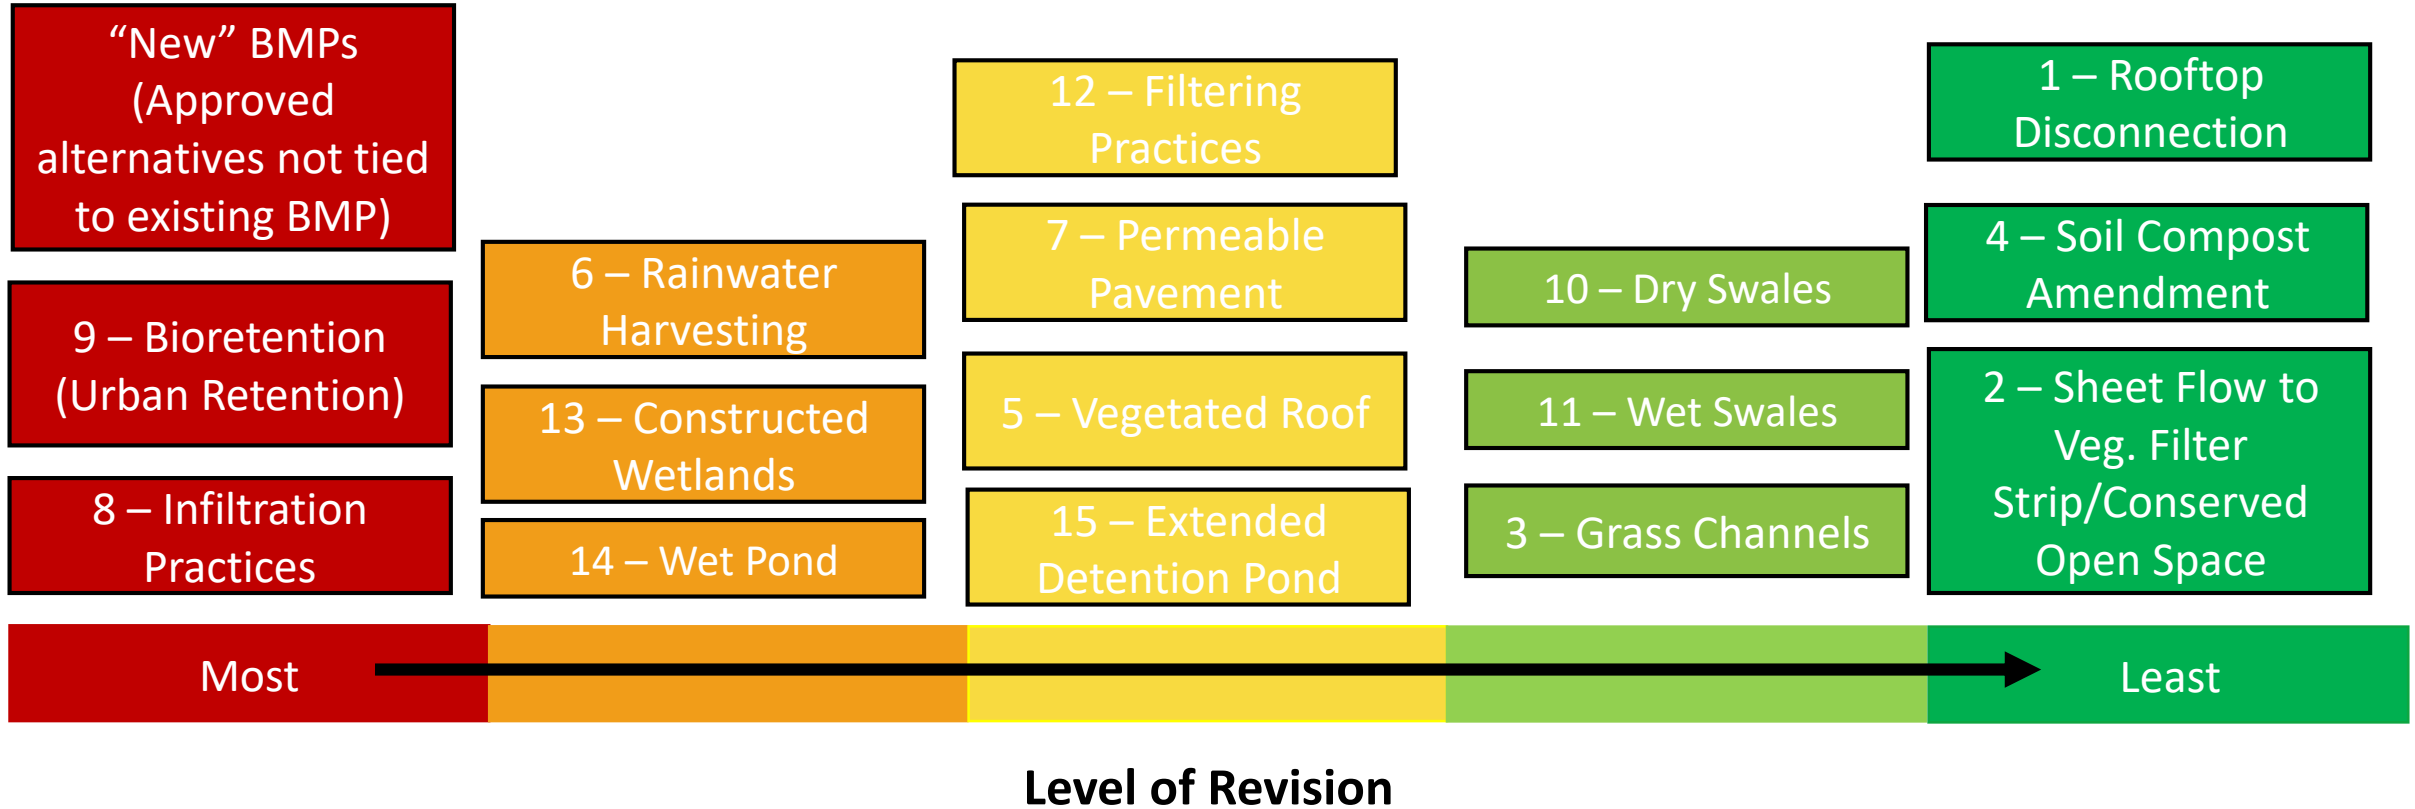 “New” BMPs
(Approved
alternatives not tied
to existing BMP)
9 – Bioretention
(Urban Retention)
8 – Infiltration
Practices
6 – Rainwater
Harvesting
13 – Constructed
Wetlands
14 – Wet Pond
12 – Filtering
Practices
7 – Permeable
Pavement
5 – Vegetated Roof
15 – Extended
Detention Pond
10 – Dry Swales
11 – Wet Swales
3 – Grass Channels
1 – Rooftop
Disconnection
4 – Soil Compost
Amendment
2 – Sheet Flow to
Veg. Filter
Strip/Conserved
Open Space
Most
Least
Level of Revision